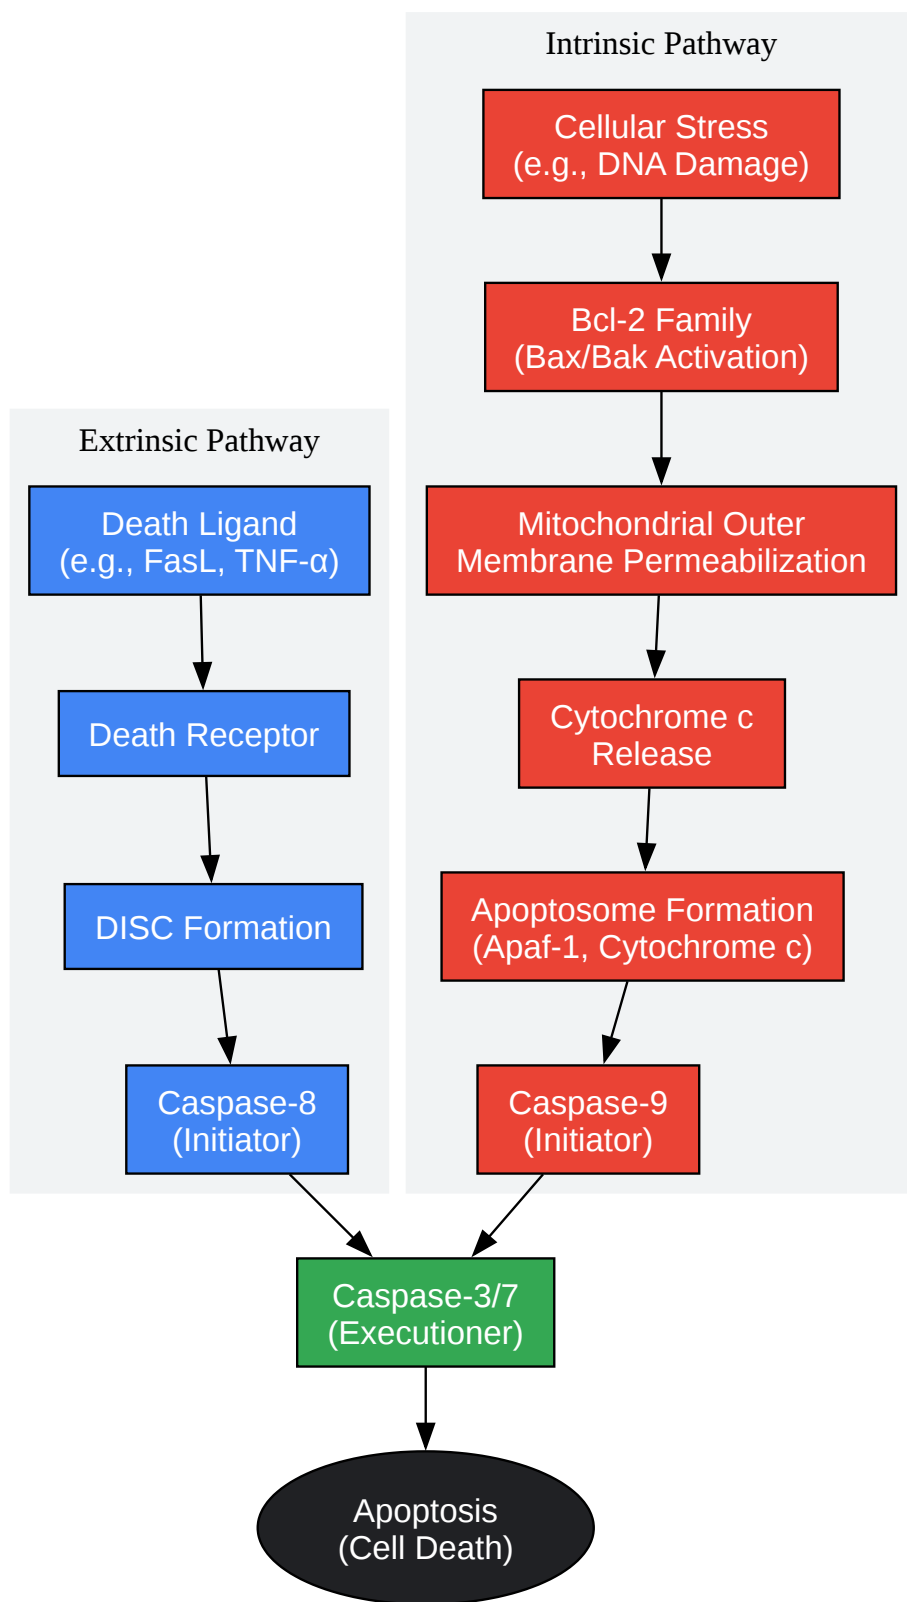 Intrinsic Pathway
Cellular Stress
(e.g., DNA Damage)
Bcl-2 Family
(Bax/Bak Activation)
Mitochondrial Outer
Membrane Permeabilization
Cytochrome c
Release
Apoptosome Formation
(Apaf-1, Cytochrome c)
Caspase-9
(Initiator)
Extrinsic Pathway
Death Ligand
(e.g., FasL, TNF-α)
Death Receptor
DISC Formation
Caspase-8
(Initiator)
Caspase-3/7
(Executioner)
Apoptosis
(Cell Death)